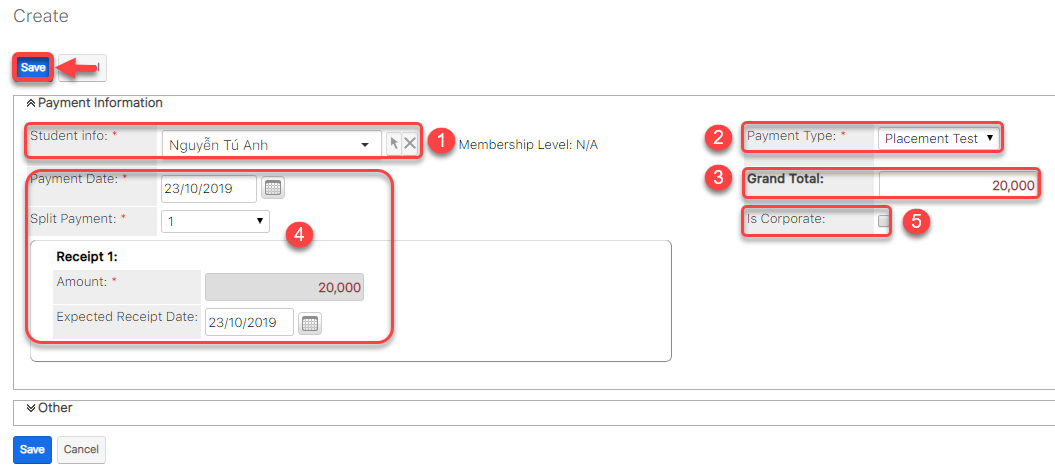 Create
Save l
Payment Information
Student info: * Nguyễn Tú Anh 1 Membership Level: N/A 2 Payment Type: * Placement Test
Payment Date: * 23/10/2019 3 Grand Total: 20,000
Split Payment: * 1 4 Is Corporate: 5
Receipt 1:
Amount: * 20,000
Expected Receipt Date: 23/10/2019
Other
Save Cancel